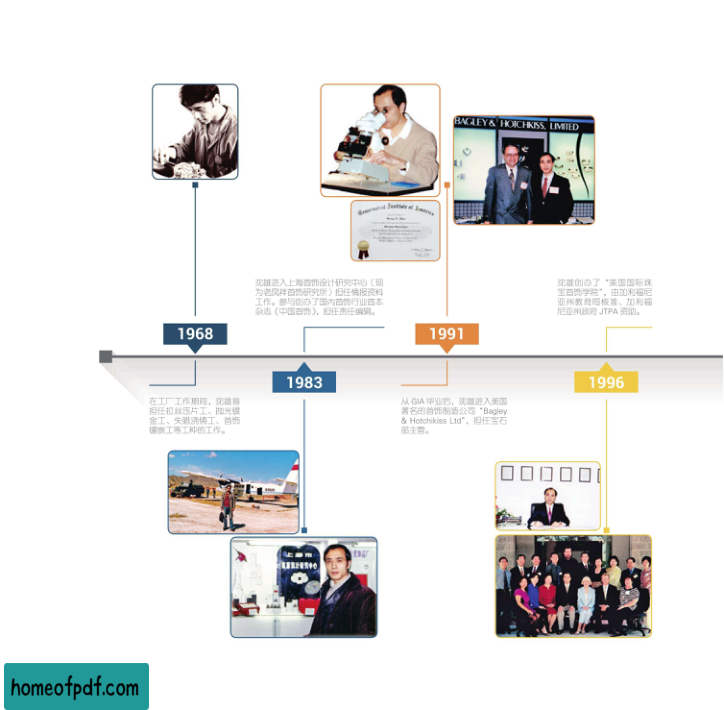 BAGLEY & HOTCHKISS, LIMITED
Gemological Institute of America
沈雄进入上海首饰设计研究中心（现
为老凤祥首饰研究所）担任情报资料
工作。参与创办了国内首饰行业首本
杂志《中国首饰》，担任责任编辑。
沈雄创办了“美国国际珠
宝首饰学院”，由加利福尼
亚州教育局核准、加利福
尼亚州政府 JTPA 资助。
1968
1991
1983
1996
在工厂工作期间，沈雄曾
担任拉丝压片工、抛光镀
金工、失蜡浇铸工、首饰
镶嵌工等工种的工作。
从 GIA 毕业后，沈雄进入美国
著名的首饰制造公司“Bagley
& Hotchikiss Ltd”，担任宝石
部主管。
homeofpdf.com